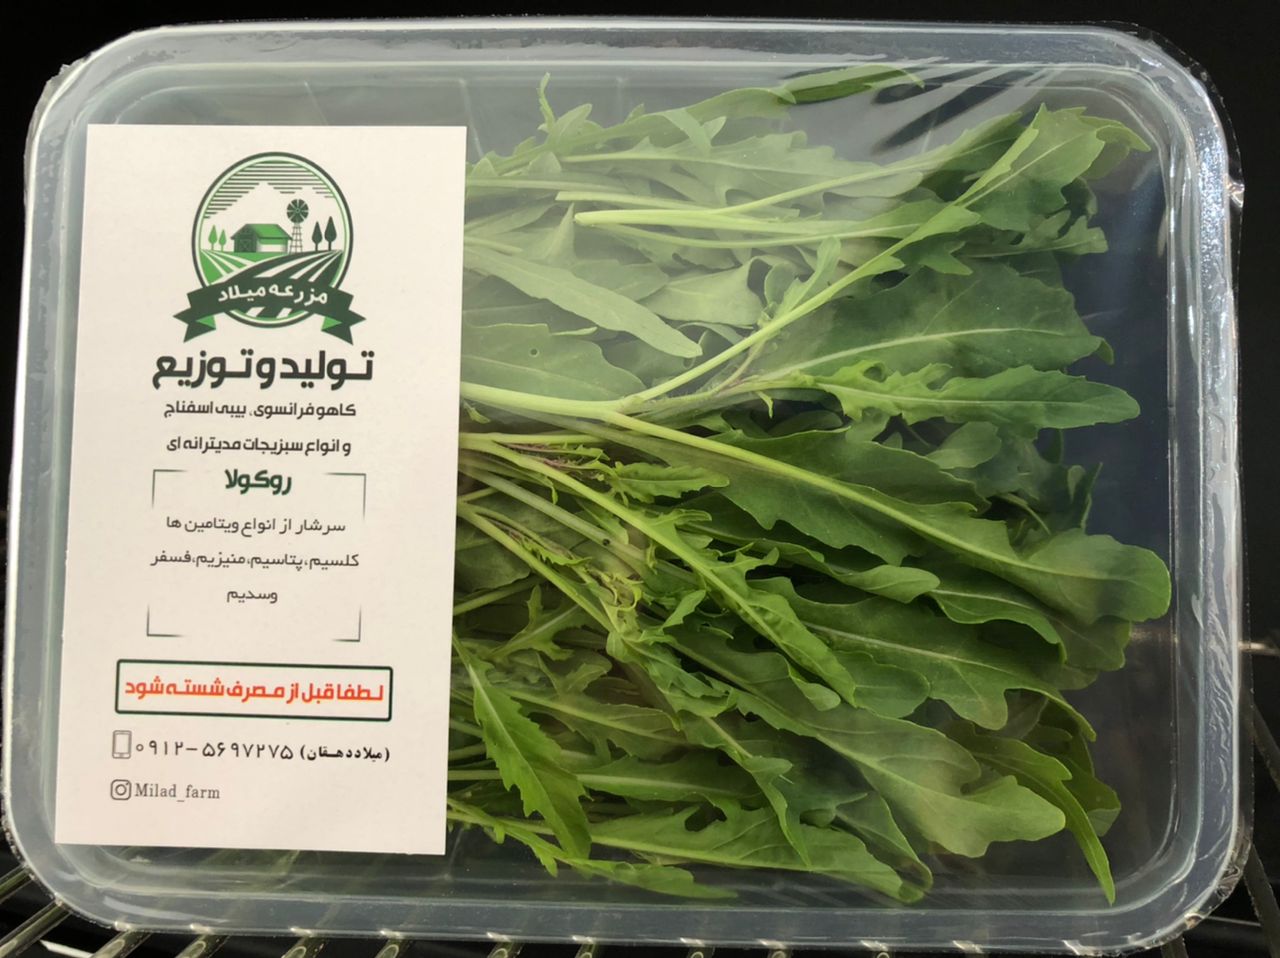 مزرعه میلاد
تولید و توزیع
کاهو فرانسوی، بیبی اسفناج
و انواع سبزیجات مدیترانه ای
روکولا
سرشار از انواع ویتامین ها
کلسیم، پتاسیم، منیزیم، فسفر
وسدیم
لطفا قبل از مصرف شسته شود
۰۹۱۲-۵۶۹۷۲۷۵ (میلاد دهقان)
Milad_farm